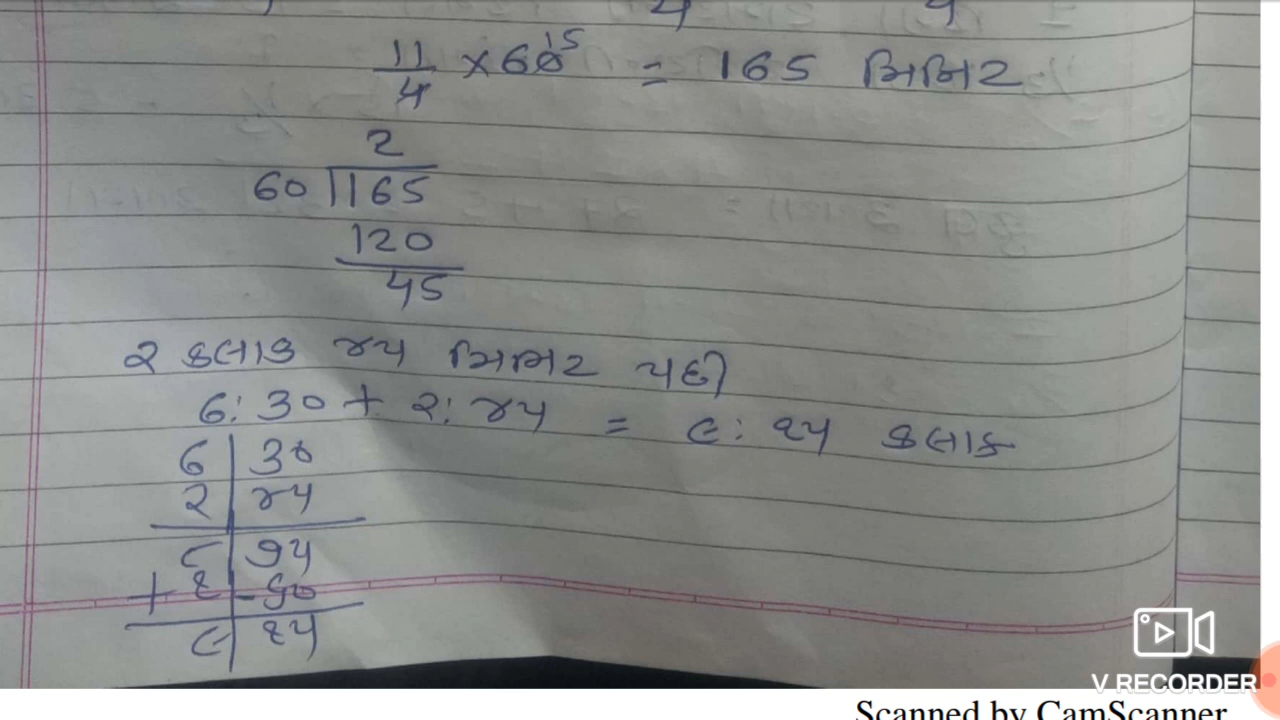 11/4 × 60 15 = 165 મિનિટ
2
60 165
120
45
૨ કલાક ૪૫ મિનિટ પછી
6:30 + ૨:૪૫ = ૯:૧૫ કલાક
6 | 30
૨ | ૪૫
૮ | ૭૫
+ ૧ | - ૬૦
૯ | ૧૫
V RECORDER
Scanned by CamScanner